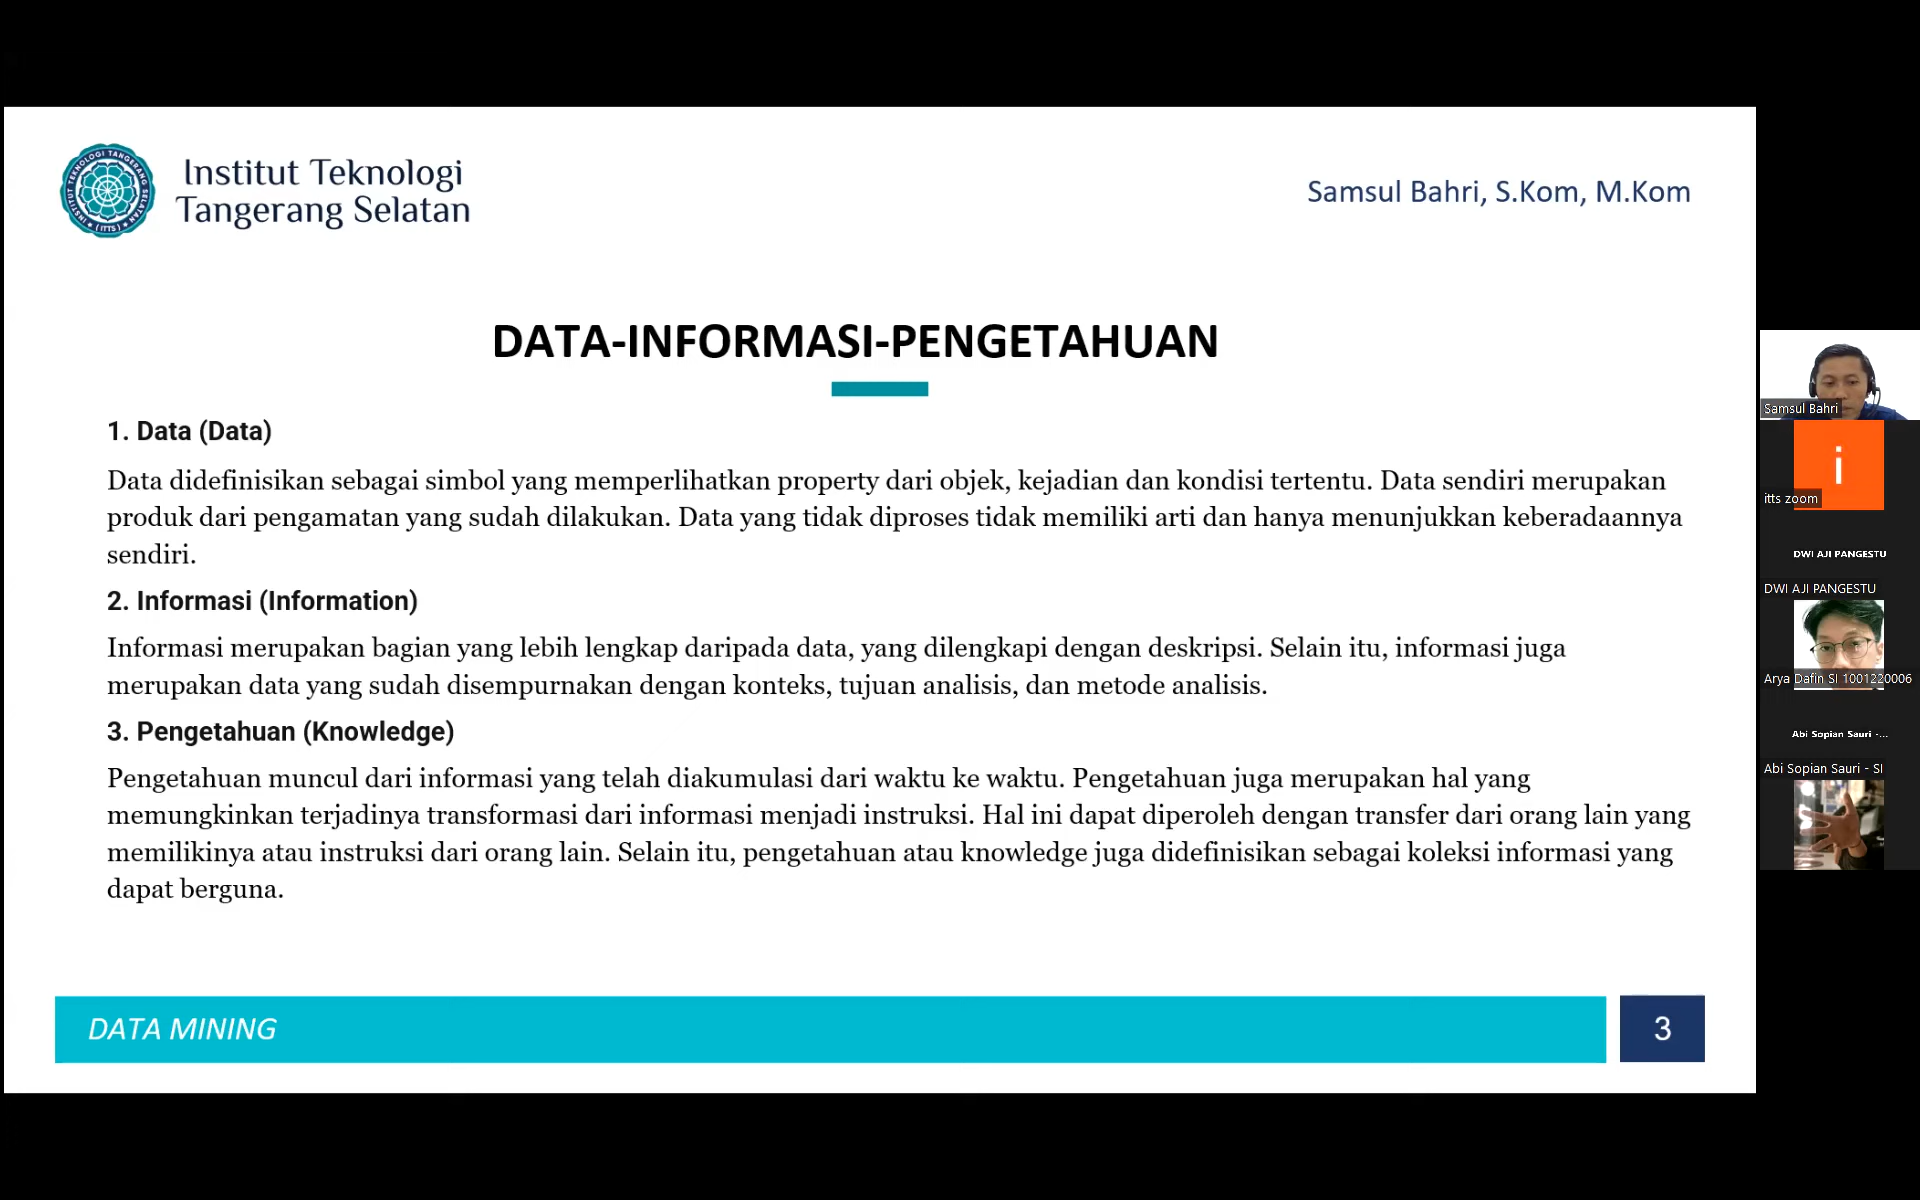 INSTITUT TEKNOLOGI TANGERANG SELATAN
(ITTS)
Institut Teknologi
Tangerang Selatan
Samsul Bahri, S.Kom, M.Kom
DATA-INFORMASI-PENGETAHUAN
1. Data (Data)
Data didefinisikan sebagai simbol yang memperlihatkan property dari objek, kejadian dan kondisi tertentu. Data sendiri merupakan
produk dari pengamatan yang sudah dilakukan. Data yang tidak diproses tidak memiliki arti dan hanya menunjukkan keberadaannya
sendiri.
2. Informasi (Information)
Informasi merupakan bagian yang lebih lengkap daripada data, yang dilengkapi dengan deskripsi. Selain itu, informasi juga
merupakan data yang sudah disempurnakan dengan konteks, tujuan analisis, dan metode analisis.
3. Pengetahuan (Knowledge)
Pengetahuan muncul dari informasi yang telah diakumulasi dari waktu ke waktu. Pengetahuan juga merupakan hal yang
memungkinkan terjadinya transformasi dari informasi menjadi instruksi. Hal ini dapat diperoleh dengan transfer dari orang lain yang
memilikinya atau instruksi dari orang lain. Selain itu, pengetahuan atau knowledge juga didefinisikan sebagai koleksi informasi yang
dapat berguna.
DATA MINING
3
Samsul Bahri
i
itts zoom
DWI AJI PANGESTU
DWI AJI PANGESTU
Arya Dafin SI 1001220006
Abi Sopian Sauri -...
Abi Sopian Sauri - SI